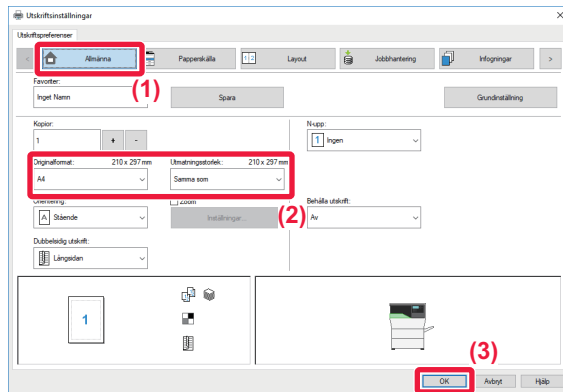 Utskriftsinställningar
Utskriftspreferenser
Allmänna
Papperskälla
Layout
Jobbhantering
Infogningar
(1)
Favoriter:
Inget Namn
Spara
Grundinställning
Kopior:
1
+
-
N-upp:
1 Ingen
Originalformat: 210 x 297 mm
A4
Utmatningsstorlek: 210 x 297 mm
Samma som
(2)
Orientering:
A Stående
Zoom
Inställningar...
Behålla utskrift:
Av
Dubbelsidig utskrift:
Långsidan
1
(3)
OK
Avbryt
Hjälp